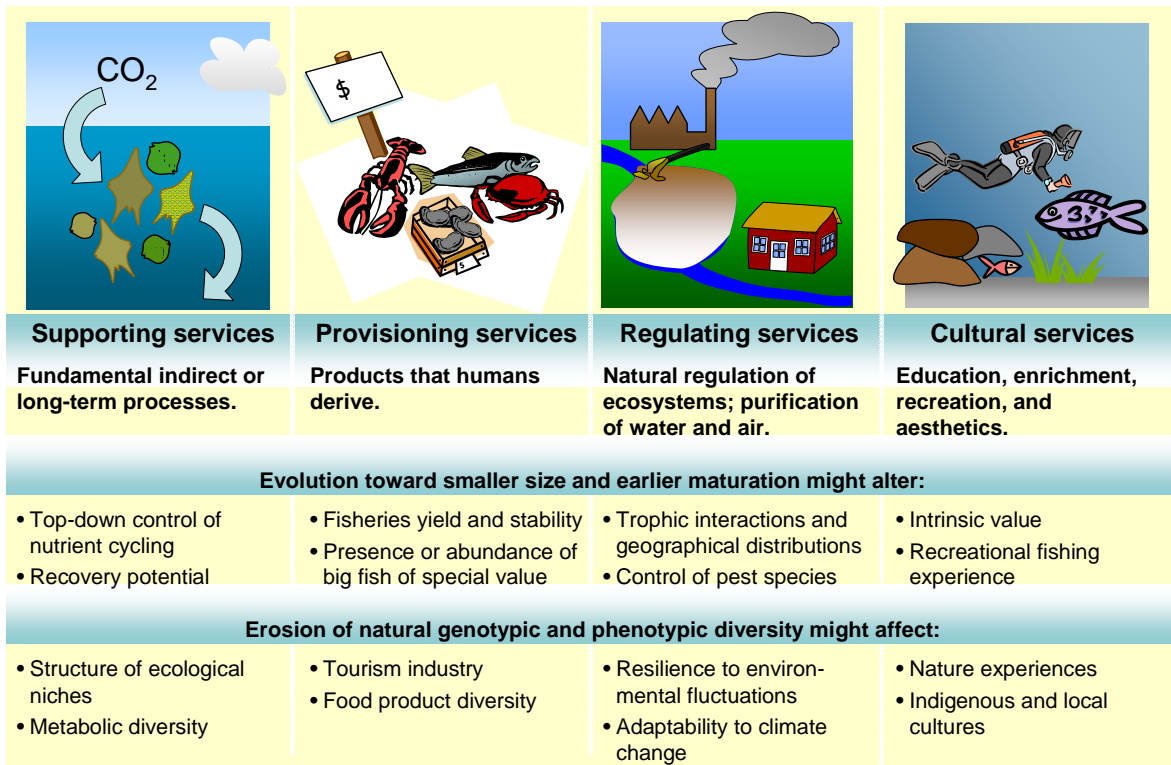 CO2
$
$
Supporting services
Fundamental indirect or
long-term processes.
Provisioning services
Products that humans
derive.
Regulating services
Natural regulation of
ecosystems; purification
of water and air.
Cultural services
Education, enrichment,
recreation, and
aesthetics.
Evolution toward smaller size and earlier maturation might alter:
• Top-down control of
nutrient cycling
• Recovery potential
• Fisheries yield and stability
• Presence or abundance of
big fish of special value
• Trophic interactions and
geographical distributions
• Control of pest species
• Intrinsic value
• Recreational fishing
experience
Erosion of natural genotypic and phenotypic diversity might affect:
• Structure of ecological
niches
• Metabolic diversity
• Tourism industry
• Food product diversity
• Resilience to environ-
mental fluctuations
• Adaptability to climate
change
• Nature experiences
• Indigenous and local
cultures